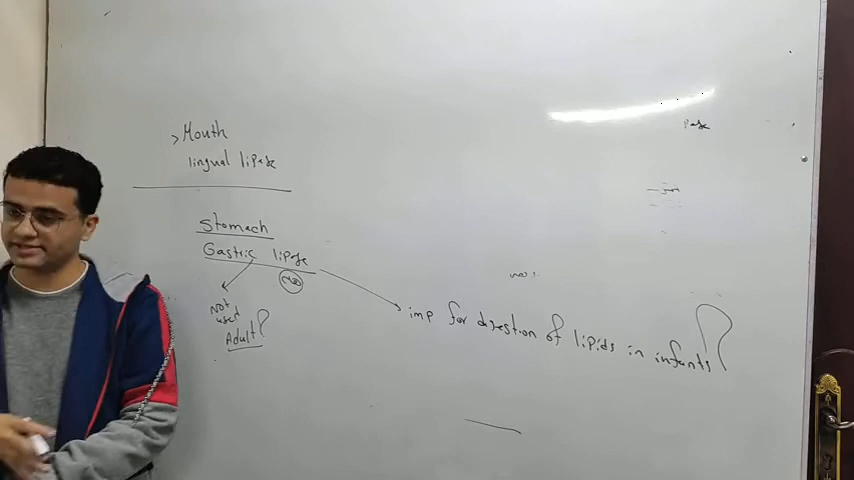 > Mouth
lingual lipase
Stomach
Gastric lipase
not
used
Adult?
imp for digestion of lipids in infants?